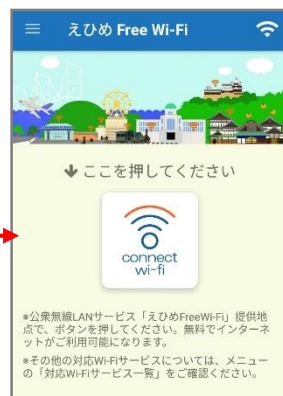 えひめ Free Wi-Fi
↓ここを押してください
connect
wi-fi
※公衆無線LANサービス「えひめFreeWi-Fi」提供地
点で、ボタンを押してください。無料でインターネ
ットがご利用可能になります。
※その他の対応Wi-Fiサービスについては、メニュー
の「対応Wi-Fiサービス一覧」をご確認ください。